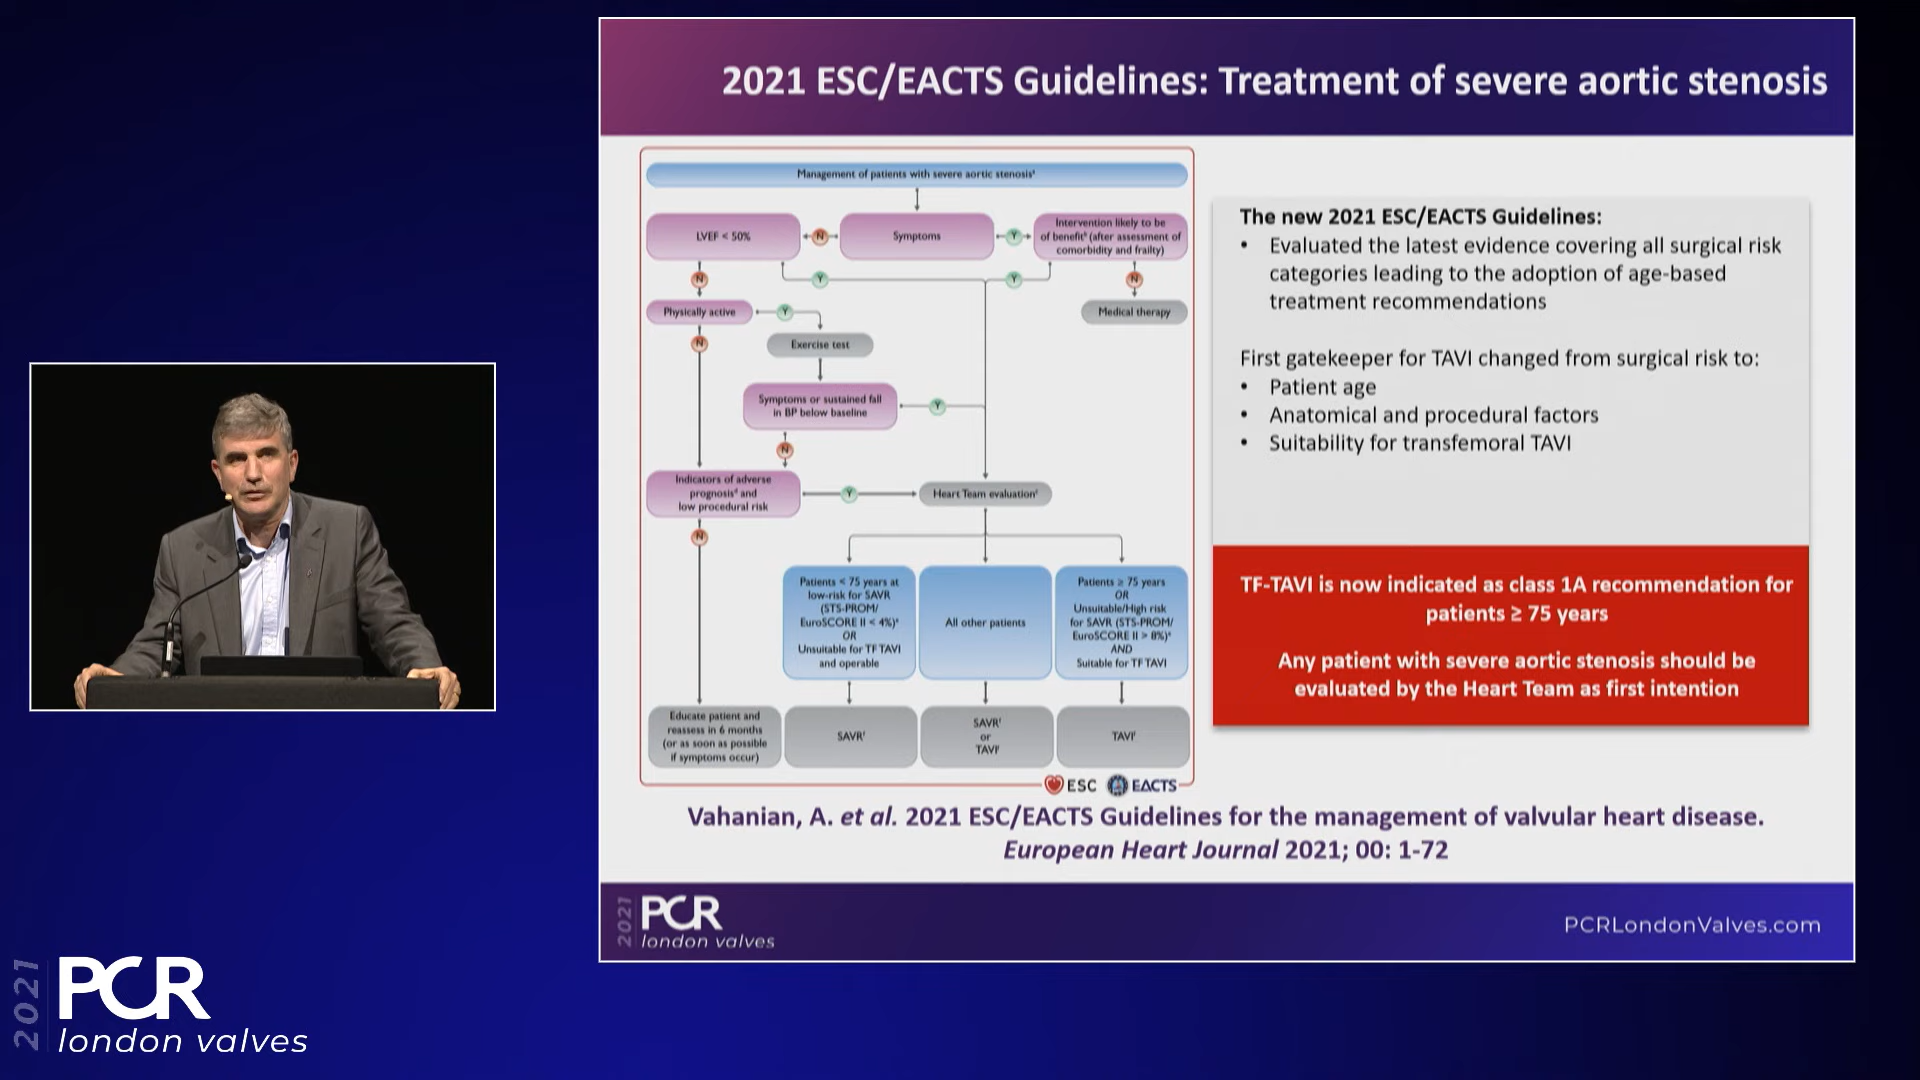 2021 ESC/EACTS Guidelines: Treatment of severe aortic stenosis
Management of patients with severe aortic stenosis
LVEF < 50%
N
Symptoms
Y
Intervention likely to be
of benefit (after assessment of
comorbidity and frailty)
N
Y
Y
N
Physically active
Y
Medical therapy
N
Exercise test
Symptoms or sustained fall
in BP below baseline
Y
N
Indicators of adverse
prognosis and
low procedural risk
Y
Heart Team evaluation
N
Patients < 75 years at
low-risk for SAVR
(STS-PROM/
EuroSCORE II < 4%)
OR
Unsuitable for TF TAVI
and operable
All other patients
Patients ≥ 75 years
OR
Unsuitable/High risk
for SAVR (STS-PROM/
EuroSCORE II > 8%)
AND
Suitable for TF TAVI
Educate patient and
reassess in 6 months
(or as soon as possible
if symptoms occur)
SAVR
SAVR
or
TAVI
TAVI
ESC EACTS
The new 2021 ESC/EACTS Guidelines:
• Evaluated the latest evidence covering all surgical risk
categories leading to the adoption of age-based
treatment recommendations
First gatekeeper for TAVI changed from surgical risk to:
• Patient age
• Anatomical and procedural factors
• Suitability for transfemoral TAVI
TF-TAVI is now indicated as class 1A recommendation for
patients ≥ 75 years
Any patient with severe aortic stenosis should be
evaluated by the Heart Team as first intention
Vahanian, A. et al. 2021 ESC/EACTS Guidelines for the management of valvular heart disease.
European Heart Journal 2021; 00: 1-72
2021 PCR
london valves
PCRLondonValves.com
2021 PCR
london valves